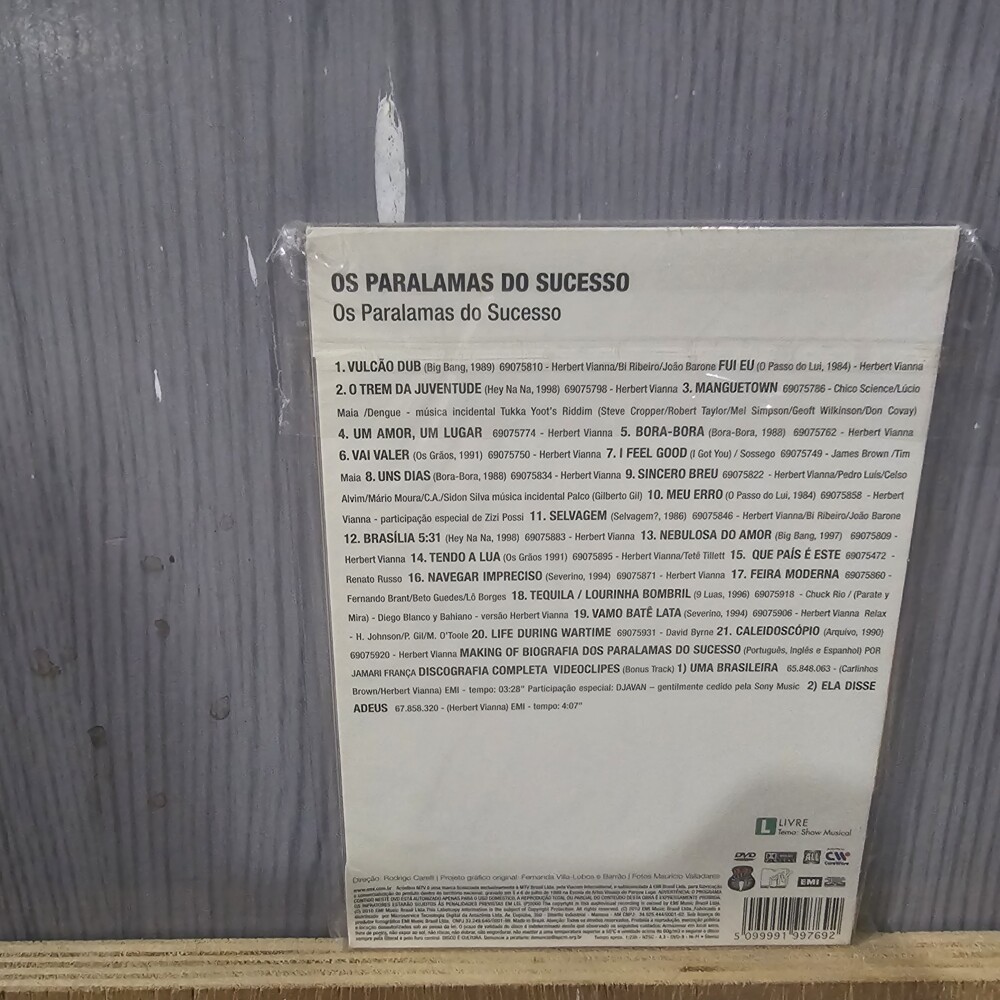 OS PARALAMAS DO SUCESSO
Os Paralamas do Sucesso
1. VULCÃO DUB (Big Bang, 1989) 69075810 - Herbert Vianna/Bi Ribeiro/João Barone FUI EU (O Passo do Lui, 1984) - Herbert Vianna
2. O TREM DA JUVENTUDE (Hey Na Na, 1998) 69075798 - Herbert Vianna 3. MANGUETOWN 69075786 - Chico Science/Lúcio
Maia /Dengue - música incidental Tukka Yoot's Riddim (Steve Cropper/Robert Taylor/Mel Simpson/Geoft Wilkinson/Don Covay)
4. UM AMOR, UM LUGAR 69075774 - Herbert Vianna 5. BORA-BORA (Bora-Bora, 1988) 69075762 - Herbert Vianna
6. VAI VALER (Os Grãos, 1991) 69075750 - Herbert Vianna 7. I FEEL GOOD (I Got You) / Sossego 69075749 - James Brown /Tim
Maia 8. UNS DIAS (Bora-Bora, 1988) 69075834 - Herbert Vianna 9. SINCERO BREU 69075822 - Herbert Vianna/Pedro Luís/Celso
Alvim/Mário Moura/C.A./Sidon Silva música incidental Palco (Gilberto Gil) 10. MEU ERRO (O Passo do Lui, 1984) 69075858 - Herbert
Vianna - participação especial de Zizi Possi 11. SELVAGEM (Selvagem?, 1986) 69075846 - Herbert Vianna/Bi Ribeiro/João Barone
12. BRASÍLIA 5:31 (Hey Na Na, 1998) 69075883 - Herbert Vianna 13. NEBULOSA DO AMOR (Big Bang, 1997) 69075809 -
Herbert Vianna 14. TENDO A LUA (Os Grãos 1991) 69075895 - Herbert Vianna/Tetê Tillett 15. QUE PAÍS É ESTE 69075472 -
Renato Russo 16. NAVEGAR IMPRECISO (Severino, 1994) 69075871 - Herbert Vianna 17. FEIRA MODERNA 69075860 -
Fernando Brant/Beto Guedes/Lô Borges 18. TEQUILA / LOURINHA BOMBRIL (9 Luas, 1996) 69075918 - Chuck Rio / (Parate y
Mira) - Diego Blanco y Bahiano - versão Herbert Vianna 19. VAMO BATÊ LATA (Severino, 1994) 69075906 - Herbert Vianna Relax
- H. Johnson/P. Gil/M. O'Toole 20. LIFE DURING WARTIME 69075931 - David Byrne 21. CALEIDOSCÓPIO (Arquivo, 1990)
69075920 - Herbert Vianna MAKING OF BIOGRAFIA DOS PARALAMAS DO SUCESSO (Português, Inglês e Espanhol) POR
JAMARI FRANÇA DISCOGRAFIA COMPLETA VIDEOCLIPES (Bonus Track) 1) UMA BRASILEIRA 65.848.063 - (Carlinhos
Brown/Herbert Vianna) EMI - tempo: 03:28" Participação especial: DJAVAN – gentilmente cedido pela Sony Music 2) ELA DISSE
ADEUS 67.858.320 - (Herbert Vianna) EMI - tempo: 4:07"
L LIVRE
Tema: Show Musical
DVD
EMI
Direção: Rodrigo Carelli | Projeto gráfico original: Fernanda Villa-Lobos e Barrão | Fotos Maurício Valladares
5 099991 997692